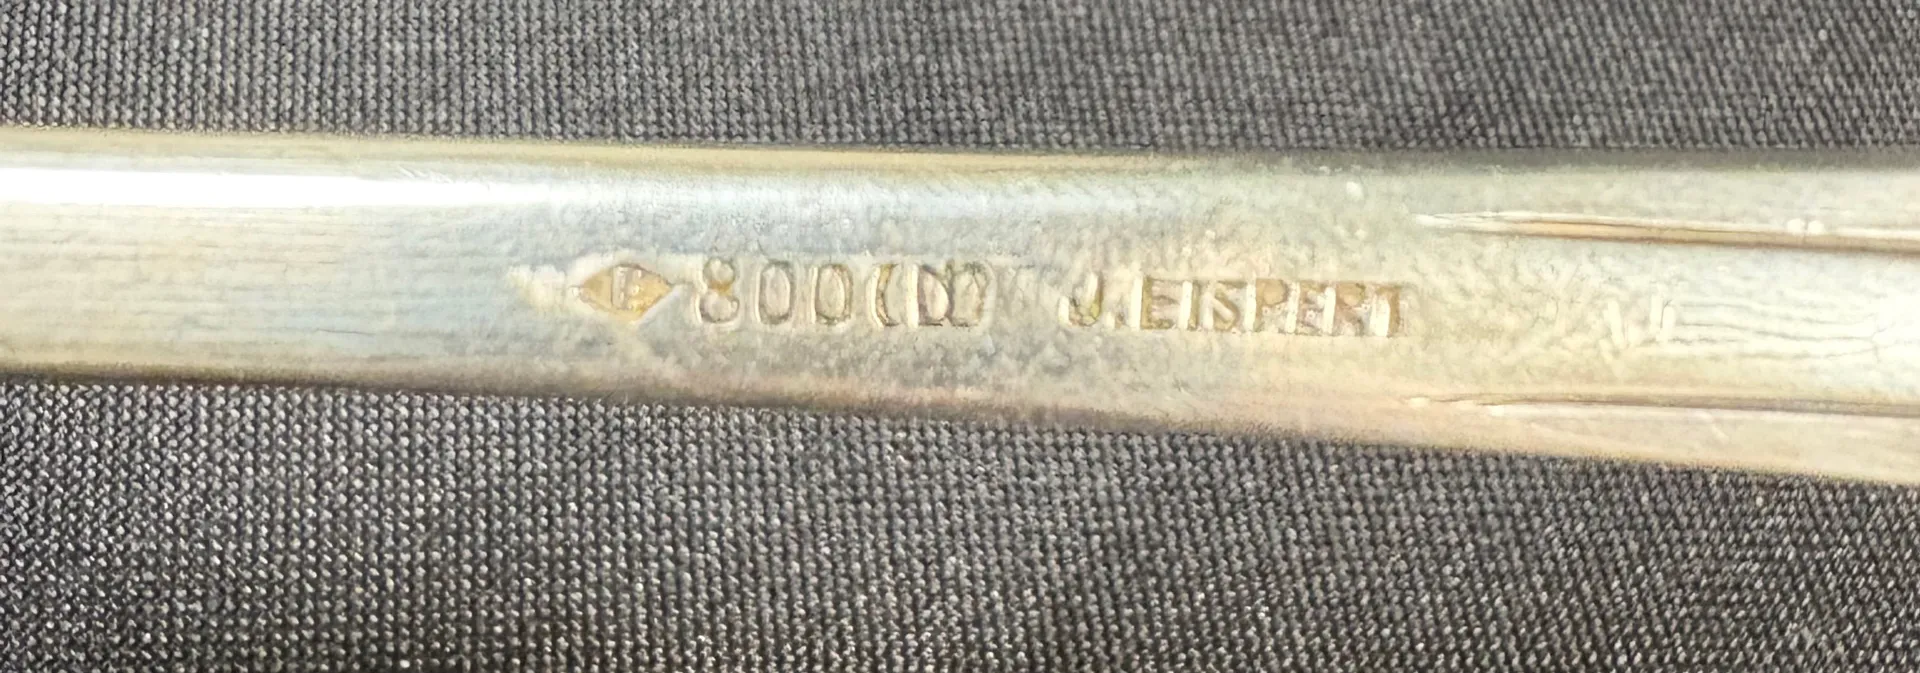 E 800 J. EISPERT